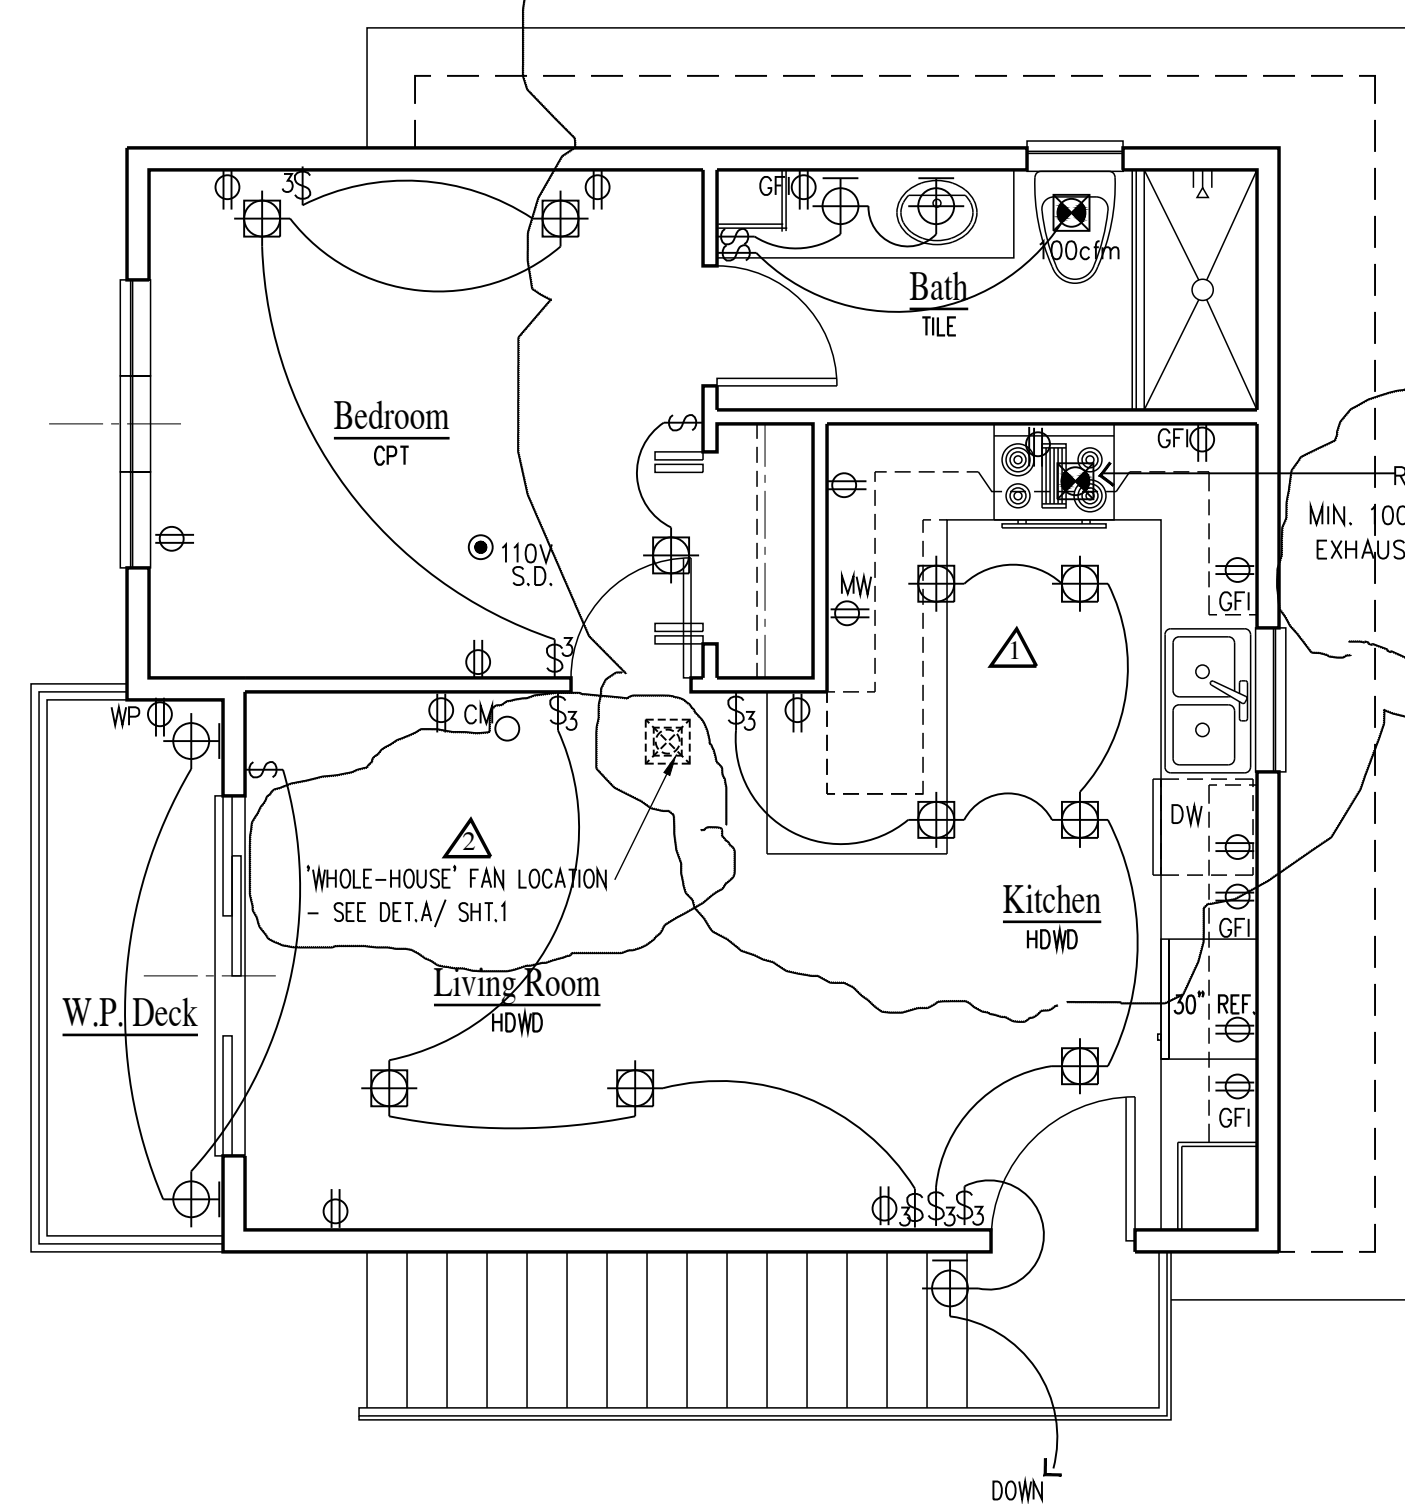 3
GFI
100cfm
Bath
TILE
Bedroom
CPT
GFI
R
MIN. 100
EXHAUS
110V
S.D.
MW
GFI
1
3
WP
CM
3
3
DW
2
'WHOLE-HOUSE' FAN LOCATION
- SEE DET.A/ SHT.1
Kitchen
HDWD
GFI
Living Room
HDWD
W.P. Deck
30" REF.
GFI
3
3
3
DOWN